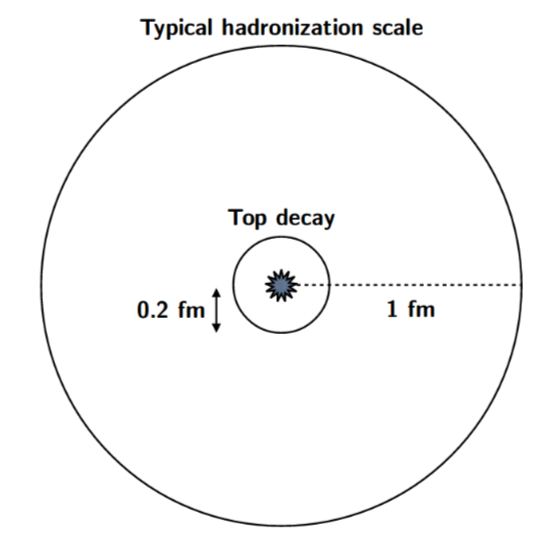 Typical hadronization scale
Top decay
0.2 fm
1 fm